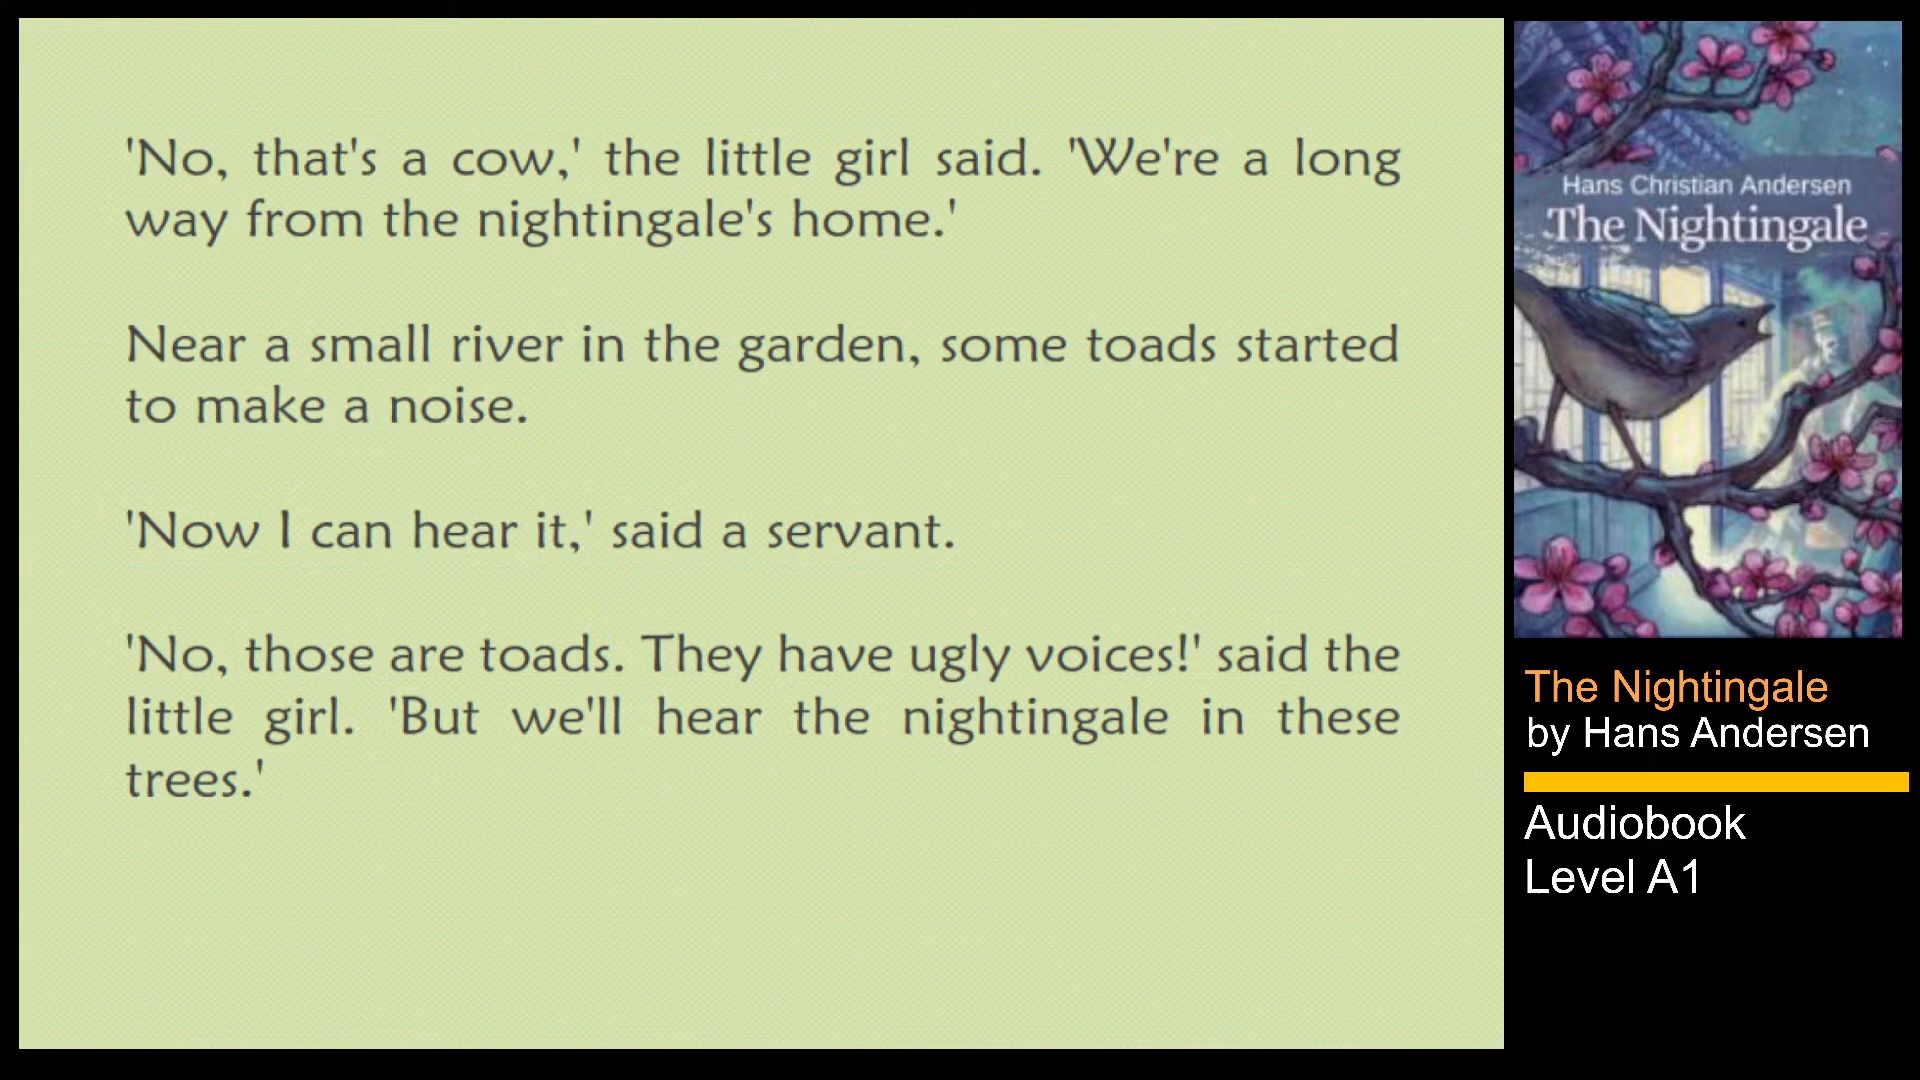 'No, that's a cow,' the little girl said. 'We're a long
way from the nightingale's home.'
Near a small river in the garden, some toads started
to make a noise.
'Now I can hear it,' said a servant.
'No, those are toads. They have ugly voices!' said the
little girl. 'But we'll hear the nightingale in these
trees.'
Hans Christian Andersen
The Nightingale
The Nightingale
by Hans Andersen
Audiobook
Level A1